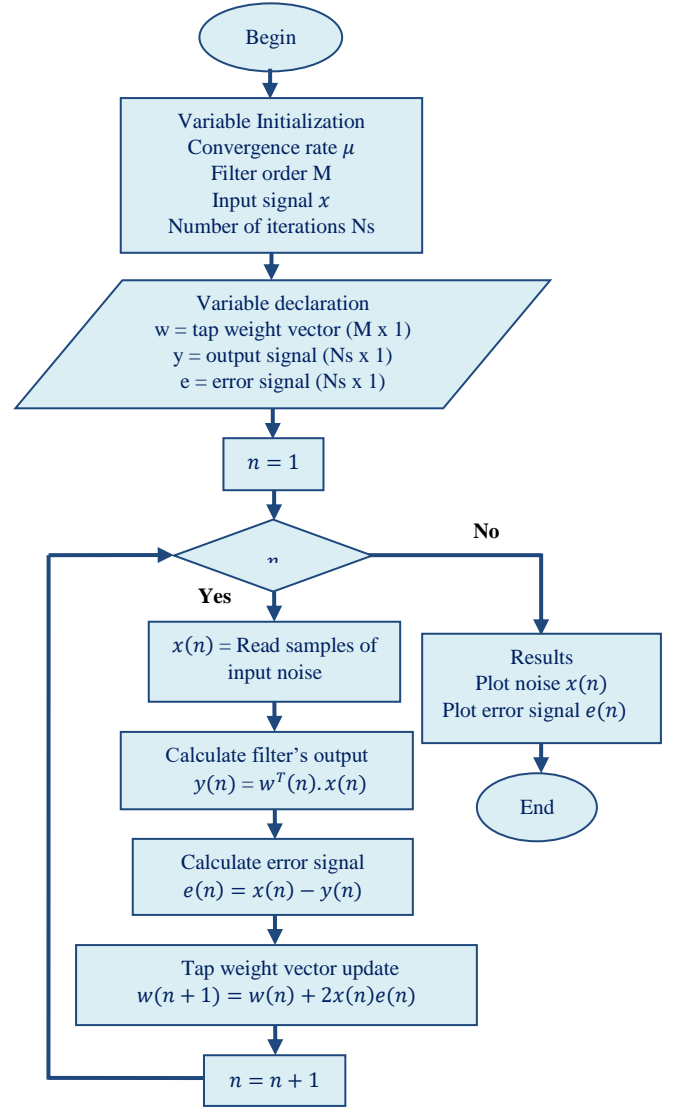 Begin
Variable Initialization
Convergence rate μ
Filter order M
Input signal x
Number of iterations Ns
Variable declaration
w = tap weight vector (M x 1)
y = output signal (Ns x 1)
e = error signal (Ns x 1)
n = 1
No
Yes
x(n) = Read samples of
input noise
Calculate filter's output
y(n) = wᵀ(n).x(n)
Calculate error signal
e(n) = x(n) − y(n)
Tap weight vector update
w(n + 1) = w(n) + 2x(n)e(n)
n = n + 1
Results
Plot noise x(n)
Plot error signal e(n)
End